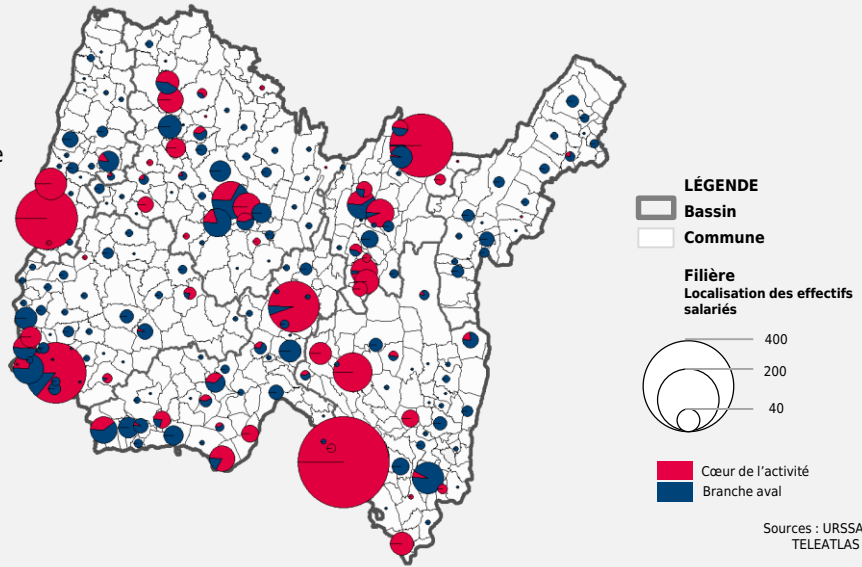 e
LÉGENDE
Bassin
Commune
Filière
Localisation des effectifs
salariés
400
200
40
Cœur de l’activité
Branche aval
Sources : URSSA
TELEATLAS